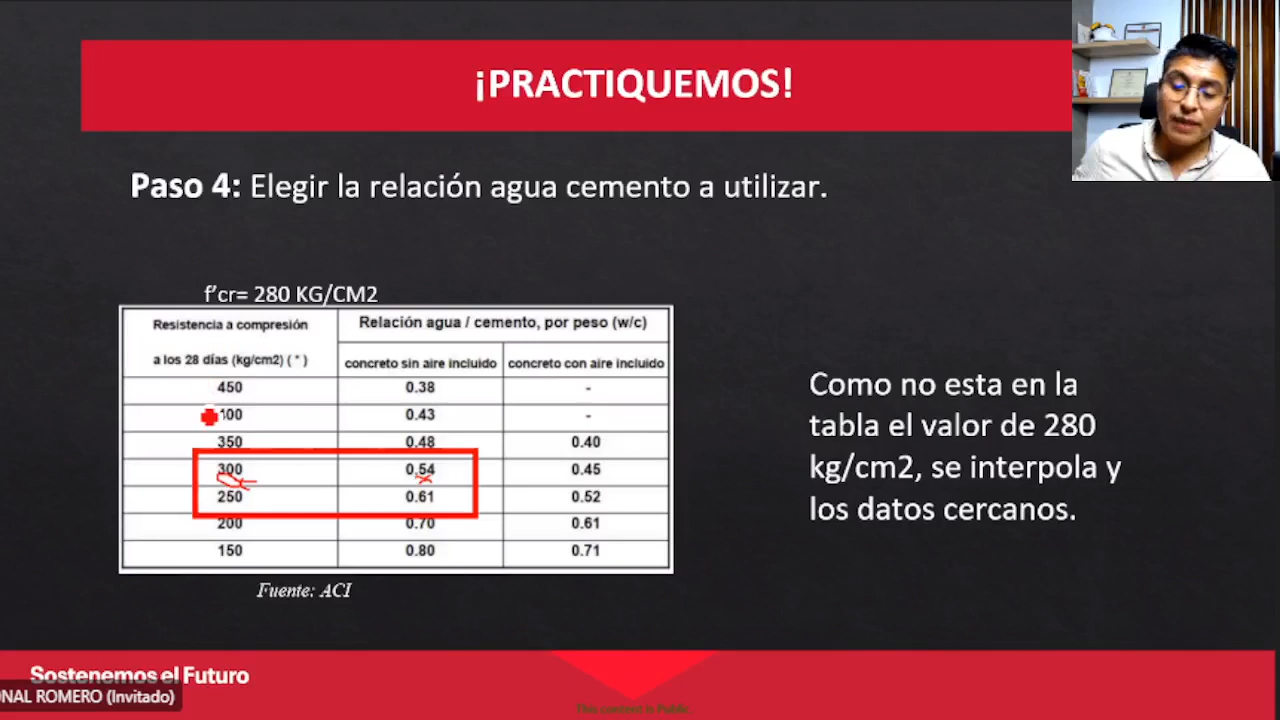 ¡PRACTIQUEMOS!
Paso 4: Elegir la relación agua cemento a utilizar.
f'cr= 280 KG/CM2
Resistencia a compresión
a los 28 días (kg/cm2) ( * )
Relación agua / cemento, por peso (w/c)
concreto sin aire incluido concreto con aire incluido
450 0.38 -
100 0.43 -
350 0.48 0.40
300 0.54 0.45
250 0.61 0.52
200 0.70 0.61
150 0.80 0.71
Fuente: ACI
Como no esta en la
tabla el valor de 280
kg/cm2, se interpola y
los datos cercanos.
Sostenemos el Futuro
ONAL ROMERO (Invitado)
This content is Public